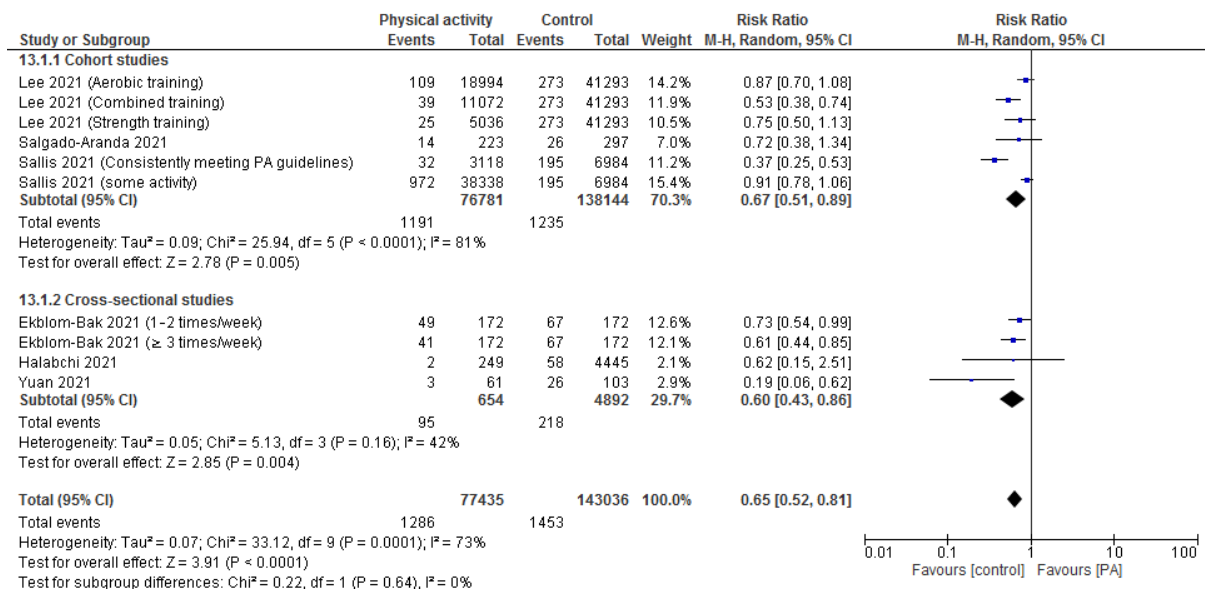 Physical activity Control Risk Ratio Risk Ratio
Study or Subgroup Events Total Events Total Weight M-H, Random, 95% CI M-H, Random, 95% CI
13.1.1 Cohort studies
Lee 2021 (Aerobic training) 109 18994 273 41293 14.2% 0.87 [0.70, 1.08]
Lee 2021 (Combined training) 39 11072 273 41293 11.9% 0.53 [0.38, 0.74]
Lee 2021 (Strength training) 25 5036 273 41293 10.5% 0.75 [0.50, 1.13]
Salgado-Aranda 2021 14 223 26 297 7.0% 0.72 [0.38, 1.34]
Sallis 2021 (Consistently meeting PA guidelines) 32 3118 195 6984 11.2% 0.37 [0.25, 0.53]
Sallis 2021 (some activity) 972 38338 195 6984 15.4% 0.91 [0.78, 1.06]
Subtotal (95% CI) 76781 138144 70.3% 0.67 [0.51, 0.89]
Total events 1191 1235
Heterogeneity: Tau² = 0.09; Chi² = 25.94, df = 5 (P < 0.0001); I² = 81%
Test for overall effect: Z = 2.78 (P = 0.005)
13.1.2 Cross-sectional studies
Ekblom-Bak 2021 (1-2 times/week) 49 172 67 172 12.6% 0.73 [0.54, 0.99]
Ekblom-Bak 2021 (≥ 3 times/week) 41 172 67 172 12.1% 0.61 [0.44, 0.85]
Halabchi 2021 2 249 58 4445 2.1% 0.62 [0.15, 2.51]
Yuan 2021 3 61 26 103 2.9% 0.19 [0.06, 0.62]
Subtotal (95% CI) 654 4892 29.7% 0.60 [0.43, 0.86]
Total events 95 218
Heterogeneity: Tau² = 0.05; Chi² = 5.13, df = 3 (P = 0.16); I² = 42%
Test for overall effect: Z = 2.85 (P = 0.004)
Total (95% CI) 77435 143036 100.0% 0.65 [0.52, 0.81]
Total events 1286 1453
Heterogeneity: Tau² = 0.07; Chi² = 33.12, df = 9 (P = 0.0001); I² = 73%
Test for overall effect: Z = 3.91 (P < 0.0001)
Test for subgroup differences: Chi² = 0.22, df = 1 (P = 0.64), I² = 0%
0.01 0.1 1 10 100
Favours [control] Favours [PA]